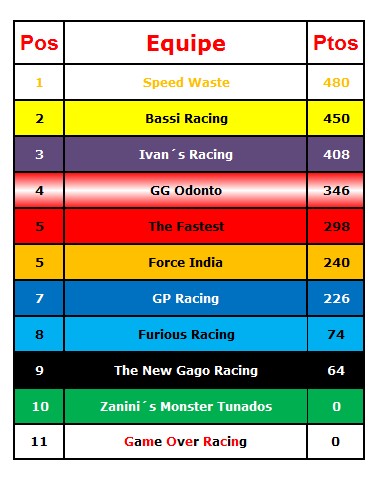 Pos Equipe Ptos
1 Speed Waste 480
2 Bassi Racing 450
3 Ivan´s Racing 408
4 GG Odonto 346
5 The Fastest 298
5 Force India 240
7 GP Racing 226
8 Furious Racing 74
9 The New Gago Racing 64
10 Zanini´s Monster Tunados 0
11 Game Over Racing 0